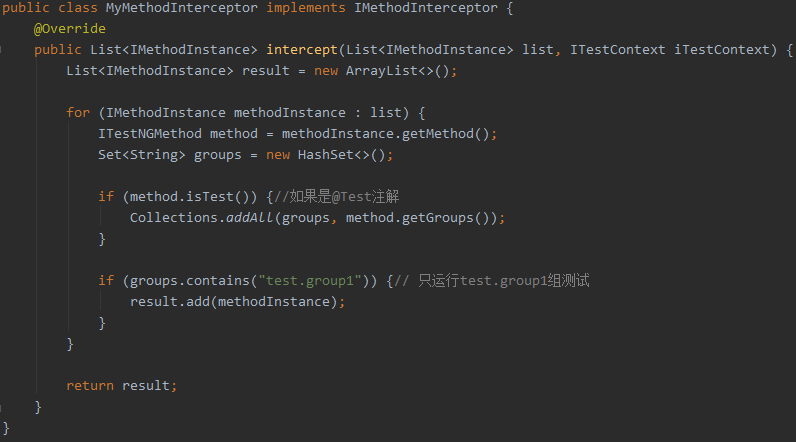 public class MyMethodInterceptor implements IMethodInterceptor {
    @Override
    public List<IMethodInstance> intercept(List<IMethodInstance> list, ITestContext iTestContext) {
        List<IMethodInstance> result = new ArrayList<>();

        for (IMethodInstance methodInstance : list) {
            ITestNGMethod method = methodInstance.getMethod();
            Set<String> groups = new HashSet<>();

            if (method.isTest()) {//如果是@Test注解
                Collections.addAll(groups, method.getGroups());
            }

            if (groups.contains("test.group1")) {// 只运行test.group1组测试
                result.add(methodInstance);
            }
        }

        return result;
    }
}